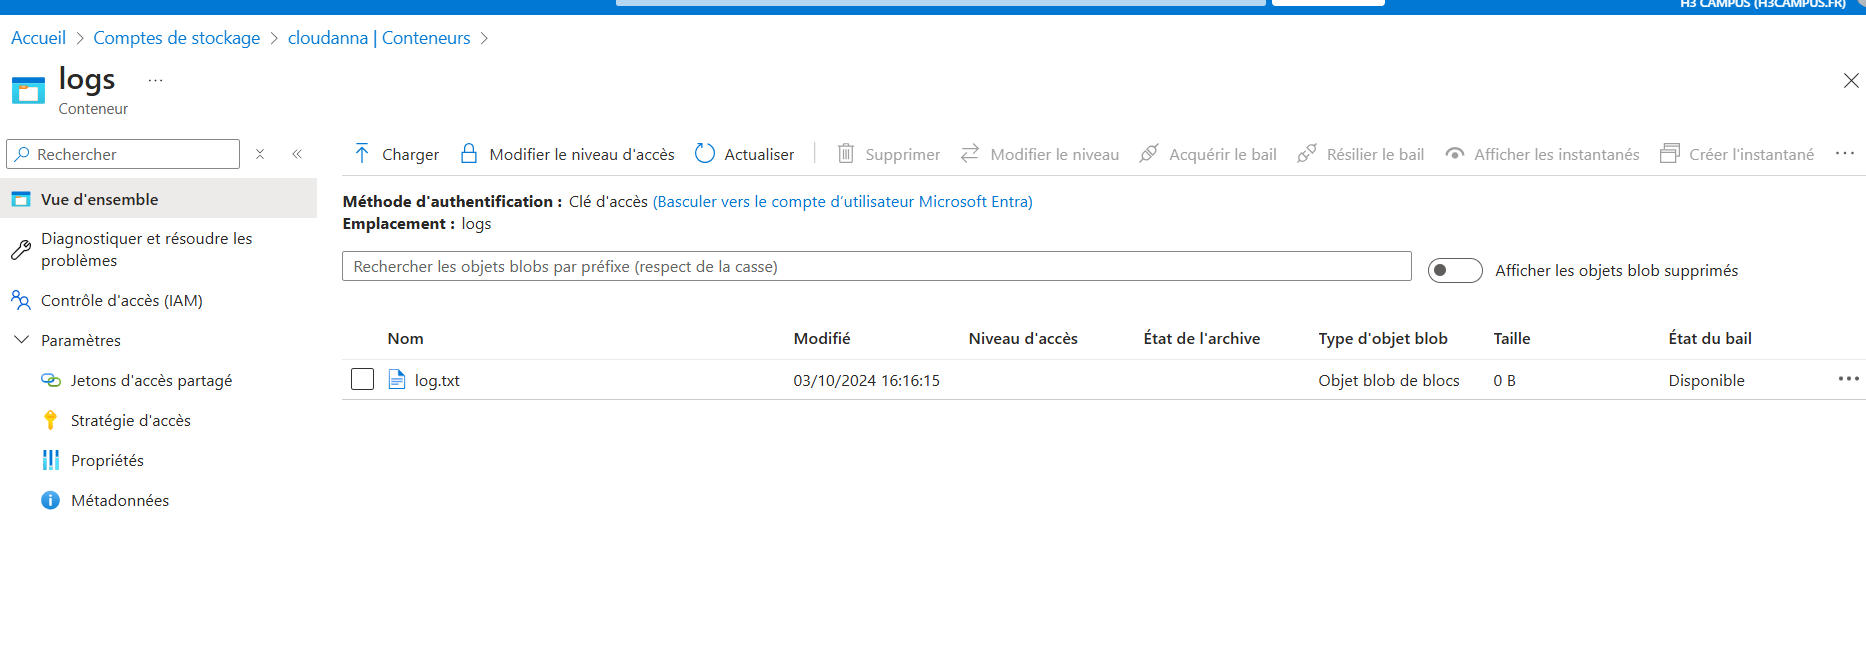 H3 CAMPUS (H3CAMPUS.FR)
Accueil > Comptes de stockage > cloudanna | Conteneurs >
logs ...
Conteneur
Rechercher
Charger Modifier le niveau d'accès Actualiser Supprimer Modifier le niveau Acquérir le bail Résilier le bail Afficher les instantanés Créer l'instantané ...
Vue d'ensemble
Diagnostiquer et résoudre les
problèmes
Contrôle d'accès (IAM)
Paramètres
Jetons d'accès partagé
Stratégie d'accès
Propriétés
Métadonnées
Méthode d'authentification : Clé d'accès (Basculer vers le compte d'utilisateur Microsoft Entra)
Emplacement : logs
Rechercher les objets blobs par préfixe (respect de la casse)
Afficher les objets blob supprimés
Nom Modifié Niveau d'accès État de l'archive Type d'objet blob Taille État du bail
log.txt 03/10/2024 16:16:15 Objet blob de blocs 0 B Disponible ...